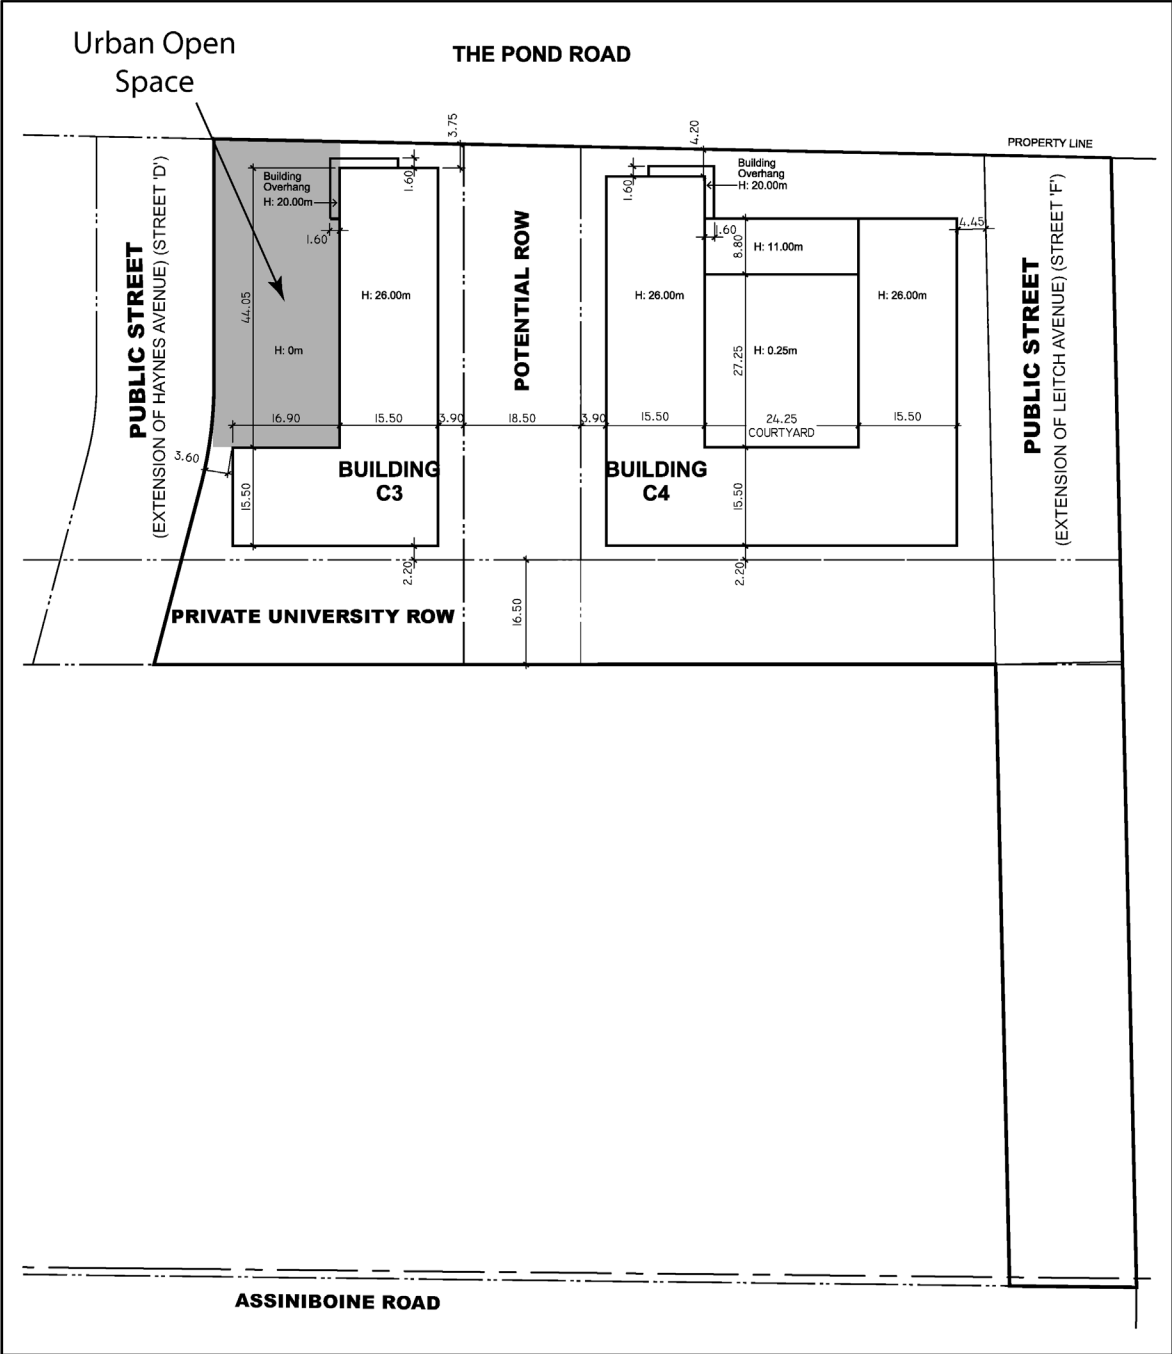 Urban Open
Space
THE POND ROAD
3.75
4.20
PROPERTY LINE
Building
Overhang
H: 20.00m
1.60
1.60
Building
Overhang
H: 20.00m
1.60
1.60
8.80
H: 11.00m
4.45
PUBLIC STREET
(EXTENSION OF HAYNES AVENUE) (STREET 'D')
44.05
H: 26.00m
POTENTIAL ROW
H: 26.00m
H: 26.00m
PUBLIC STREET
(EXTENSION OF LEITCH AVENUE) (STREET 'F')
H: 0m
27.25
H: 0.25m
16.90
15.50
3.90
18.50
3.90
15.50
24.25
COURTYARD
15.50
3.60
BUILDING
C3
BUILDING
C4
15.50
15.50
2.20
2.20
16.50
PRIVATE UNIVERSITY ROW
ASSINIBOINE ROAD